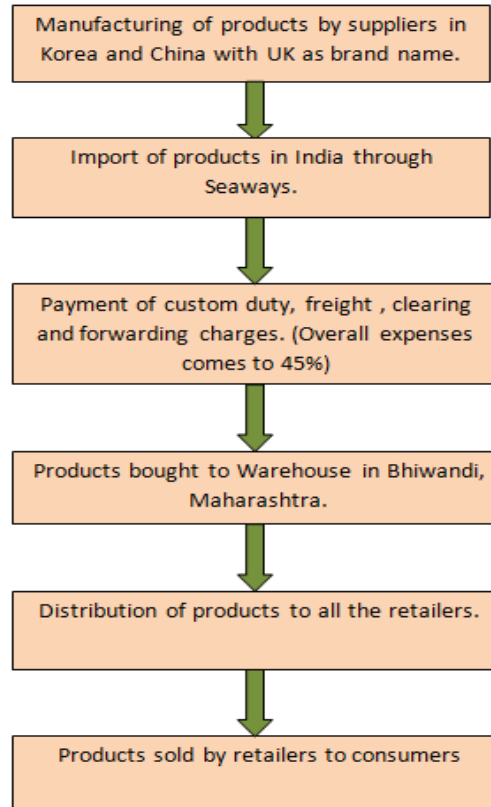 Manufacturing of products by suppliers in
Korea and China with UK as brand name.
Import of products in India through
Seaways.
Payment of custom duty, freight , clearing
and forwarding charges. (Overall expenses
comes to 45%)
Products bought to Warehouse in Bhiwandi,
Maharashtra.
Distribution of products to all the retailers.
Products sold by retailers to consumers